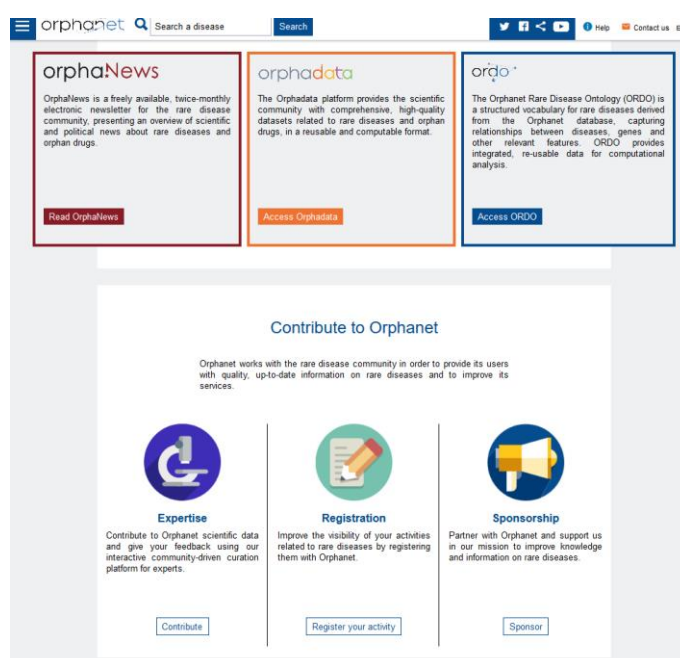 orphanet Search a disease Search Help Contact us E
orphaNews
OrphaNews is a freely available, twice-monthly
electronic newsletter for the rare disease
community, presenting an overview of scientific
and political news about rare diseases and
orphan drugs.
Read OrphaNews
orphadata
The Orphadata platform provides the scientific
community with comprehensive, high-quality
datasets related to rare diseases and orphan
drugs, in a reusable and computable format.
Access Orphadata
ordo
The Orphanet Rare Disease Ontology (ORDO) is
a structured vocabulary for rare diseases derived
from the Orphanet database, capturing
relationships between diseases, genes and
other relevant features. ORDO provides
integrated, re-usable data for computational
analysis.
Access ORDO
Contribute to Orphanet
Orphanet works with the rare disease community in order to provide its users
with quality, up-to-date information on rare diseases and to improve its
services.
Expertise
Contribute to Orphanet scientific data
and give your feedback using our
interactive community-driven curation
platform for experts.
Contribute
Registration
Improve the visibility of your activities
related to rare diseases by registering
them with Orphanet.
Register your activity
Sponsorship
Partner with Orphanet and support us
in our mission to improve knowledge
and information on rare diseases.
Sponsor